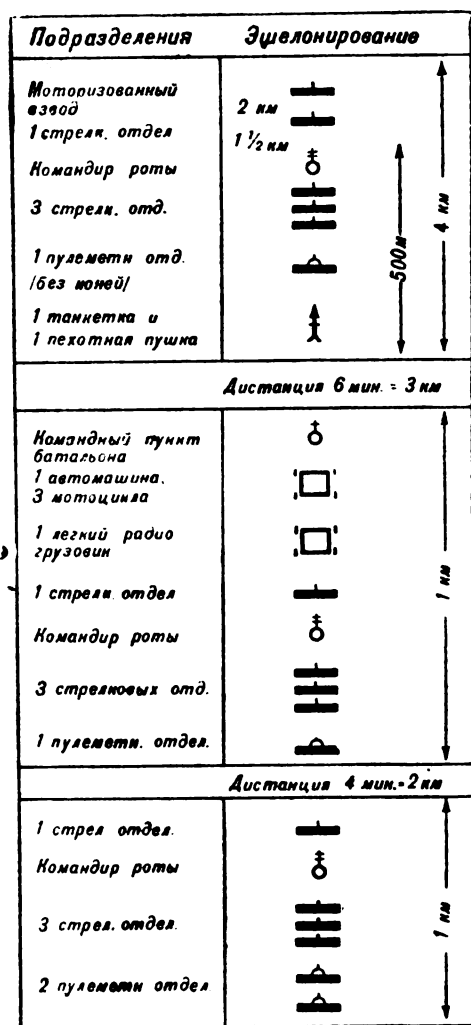 Подразделения Эшелонирование
Моторизованный
взвод
2 км
1 стрелк. отдел
1 1/2 км
Командир роты
3 стрелк. отд.
1 пулеметн отд.
/без коней/
1 танкетка и
1 пехотная пушка
500м
4 км
Дистанция 6 мин. = 3 км
Командный пункт
батальона
1 автомашина,
3 мотоцикла
1 легкий радио
грузовик
1 стрелк. отдел
Командир роты
3 стрелковых отд.
1 пулеметн. отдел.
1 км
Дистанция 4 мин.=2 км
1 стрел отдел.
Командир роты
3 стрел. отдел.
2 пулеметн отдел
1 км